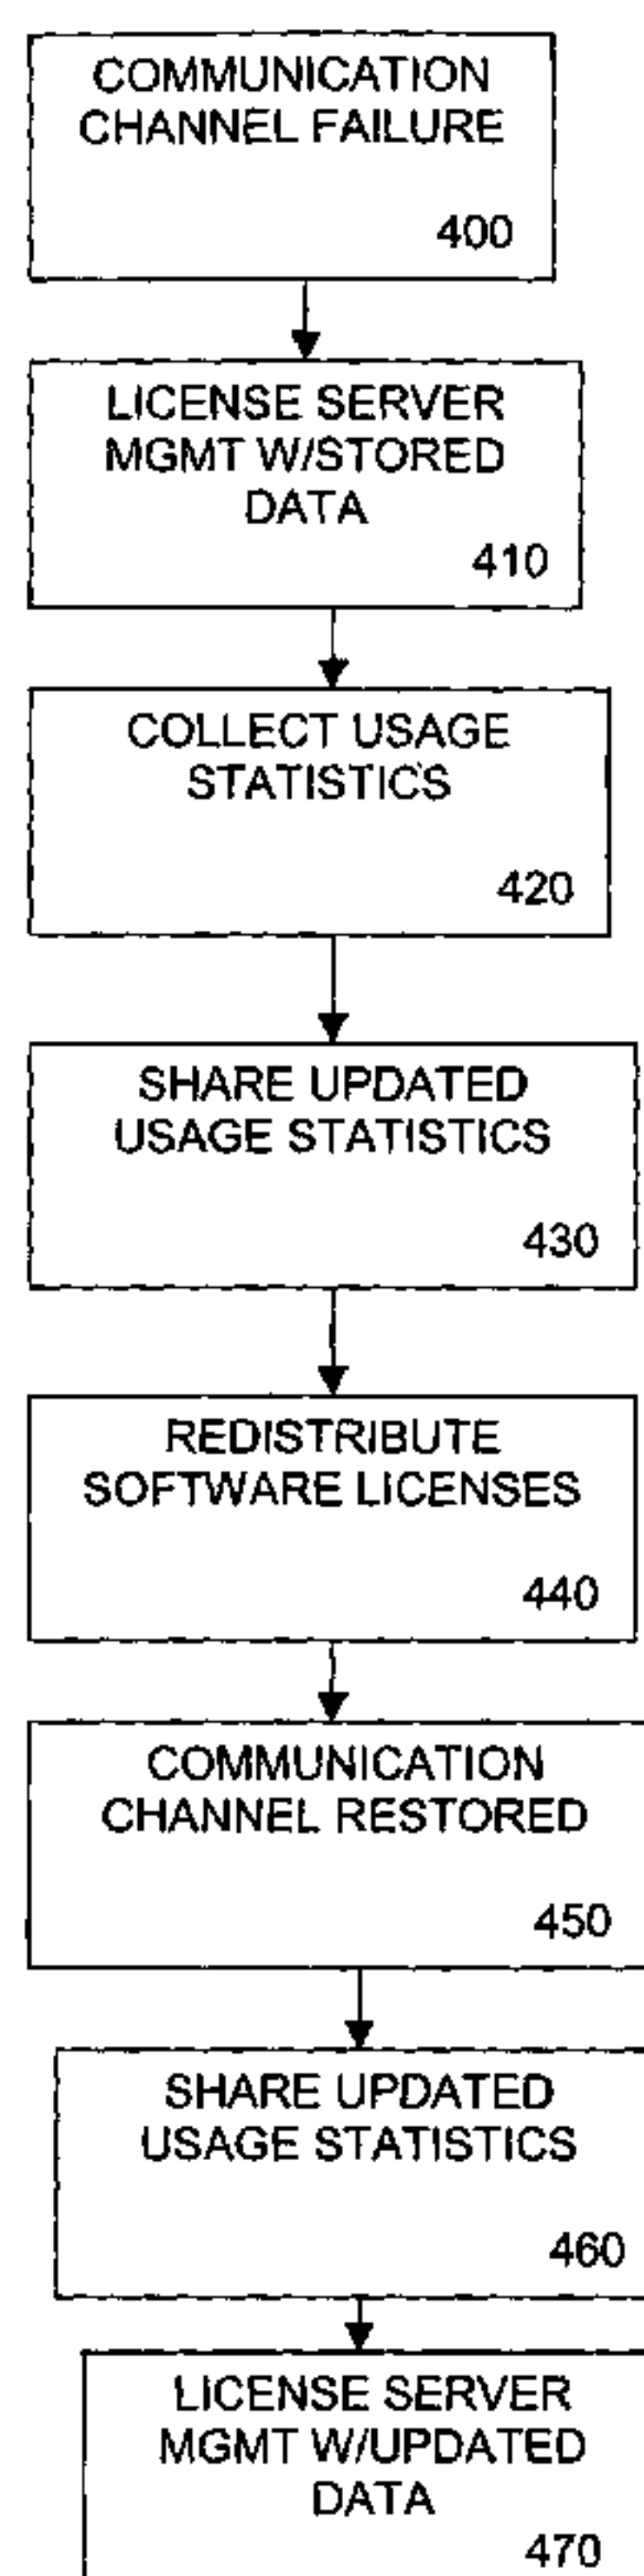 COMMUNICATION
CHANNEL FAILURE
400
LICENSE SERVER
MGMT W/STORED
DATA
410
COLLECT USAGE
STATISTICS
420
SHARE UPDATED
USAGE STATISTICS
430
REDISTRIBUTE
SOFTWARE LICENSES
440
COMMUNICATION
CHANNEL RESTORED
450
SHARE UPDATED
USAGE STATISTICS
460
LICENSE SERVER
MGMT W/UPDATED
DATA
470